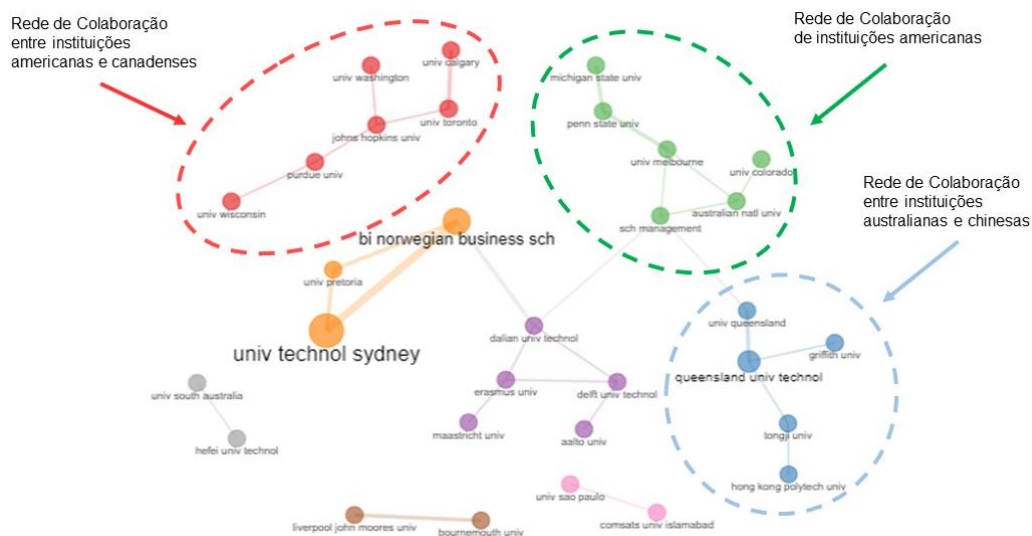 Rede de Colaboração
entre instituições
americanas e canadenses
Rede de Colaboração
de instituições americanas
Rede de Colaboração
entre instituições
australianas e chinesas
univ calgary
univ washington
johns hopkins univ
univ toronto
purdue univ
univ wisconsin
michigan state univ
penn state univ
univ melbourne
univ colorado
australian natl univ
sch management
bi norwegian business sch
univ pretoria
univ technol sydney
dalian univ technol
erasmus univ
delft univ technol
maastricht univ
aalto univ
univ queensland
griffith univ
queensland univ technol
tongji univ
hong kong polytech univ
univ south australia
hefei univ technol
univ sao paulo
comsats univ islamabad
liverpool john moores univ
bournemouth univ